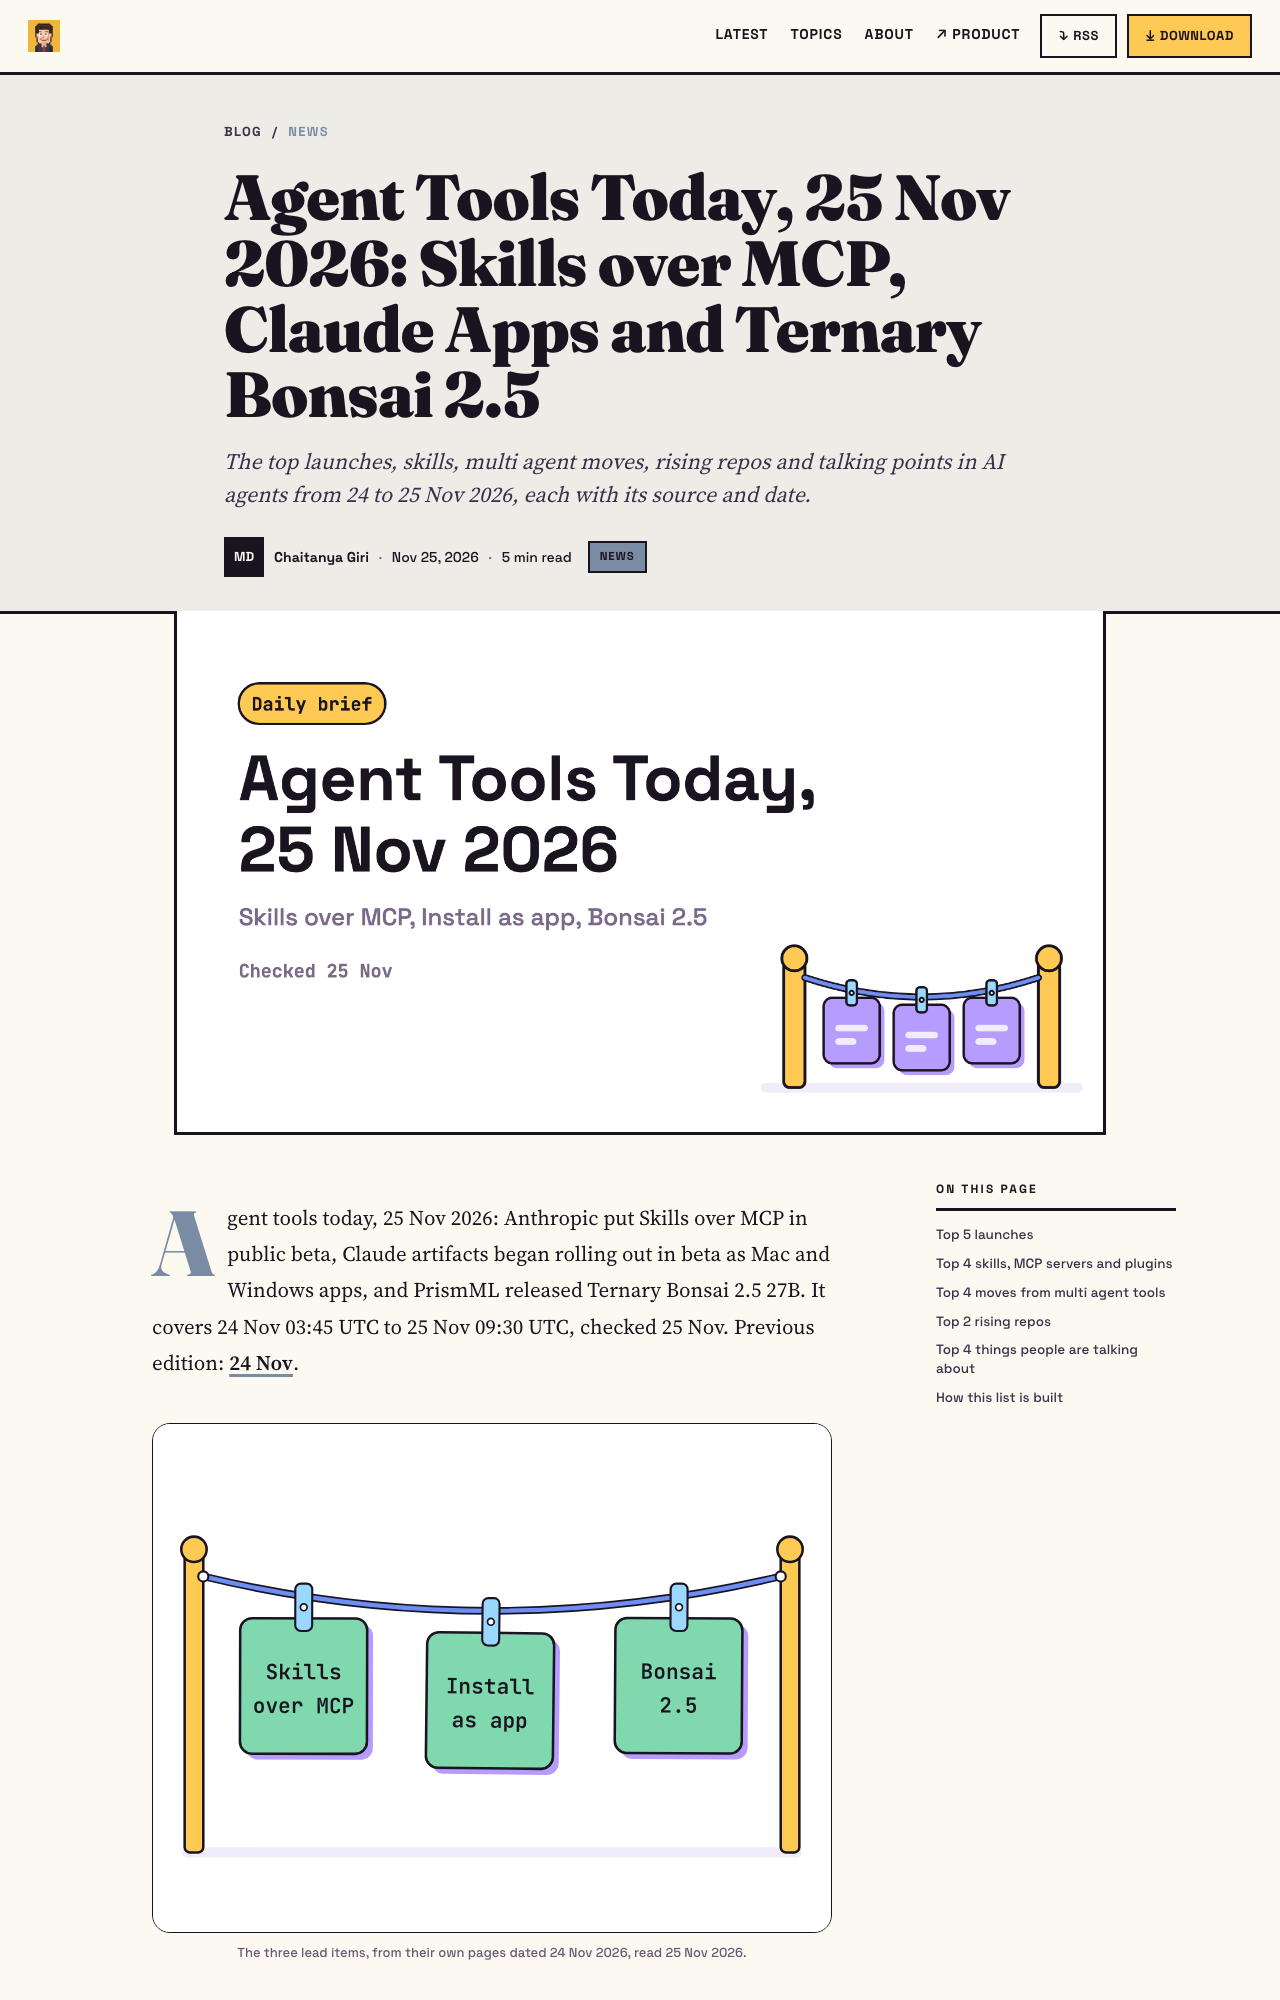 LATEST TOPICS ABOUT ↗ PRODUCT ⤵ RSS ⤓ DOWNLOAD
BLOG / NEWS
Agent Tools Today, 25 Nov
2026: Skills over MCP,
Claude Apps and Ternary
Bonsai 2.5
The top launches, skills, multi agent moves, rising repos and talking points in AI
agents from 24 to 25 Nov 2026, each with its source and date.
MD Chaitanya Giri · Nov 25, 2026 · 5 min read NEWS
Daily brief
Agent Tools Today,
25 Nov 2026
Skills over MCP, Install as app, Bonsai 2.5
Checked 25 Nov
Agent tools today, 25 Nov 2026: Anthropic put Skills over MCP in
public beta, Claude artifacts began rolling out in beta as Mac and
Windows apps, and PrismML released Ternary Bonsai 2.5 27B. It
covers 24 Nov 03:45 UTC to 25 Nov 09:30 UTC, checked 25 Nov. Previous
edition: 24 Nov.
ON THIS PAGE
Top 5 launches
Top 4 skills, MCP servers and plugins
Top 4 moves from multi agent tools
Top 2 rising repos
Top 4 things people are talking
about
How this list is built
Skills
over MCP
Install
as app
Bonsai
2.5
The three lead items, from their own pages dated 24 Nov 2026, read 25 Nov 2026.